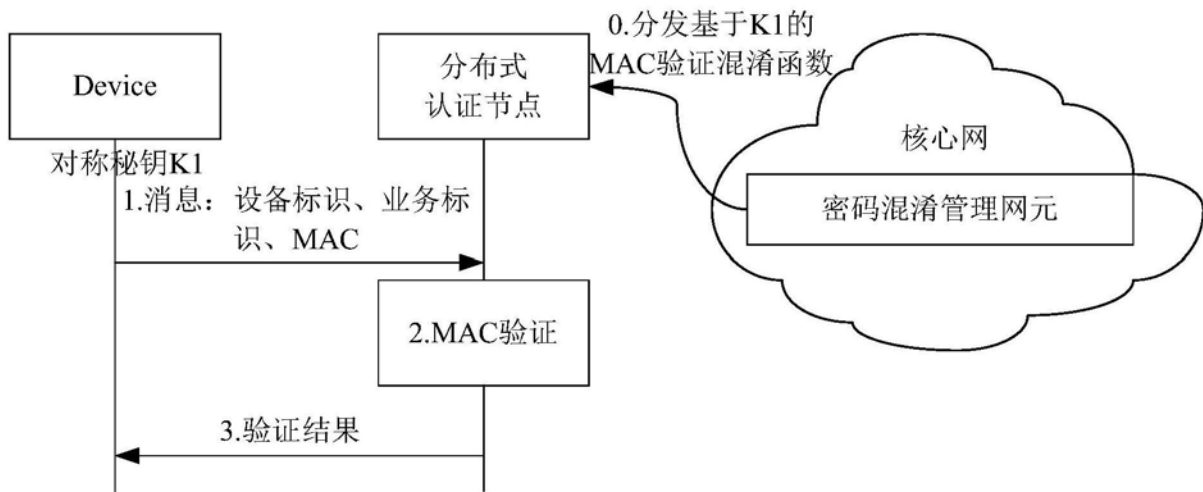 0.分发基于K1的
MAC验证混淆函数
Device
分布式
认证节点
核心网
密码混淆管理网元
对称秘钥K1
1.消息：设备标识、业务标
识、MAC
2.MAC验证
3.验证结果